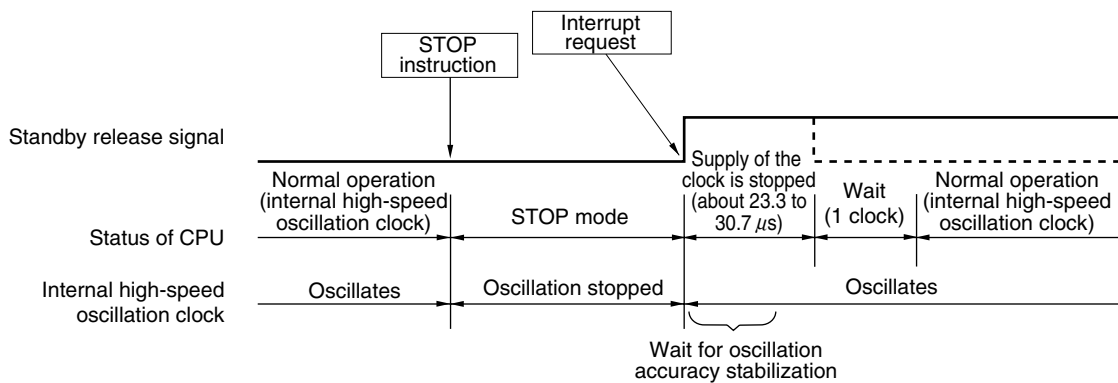 Interrupt
request
STOP
instruction
Standby release signal
Supply of the
clock is stopped
(about 23.3 to
30.7 μs)
Normal operation
(internal high-speed
oscillation clock)
STOP mode
Wait
(1 clock)
Normal operation
(internal high-speed
oscillation clock)
Status of CPU
Internal high-speed
oscillation clock
Oscillates
Oscillation stopped
Oscillates
Wait for oscillation
accuracy stabilization